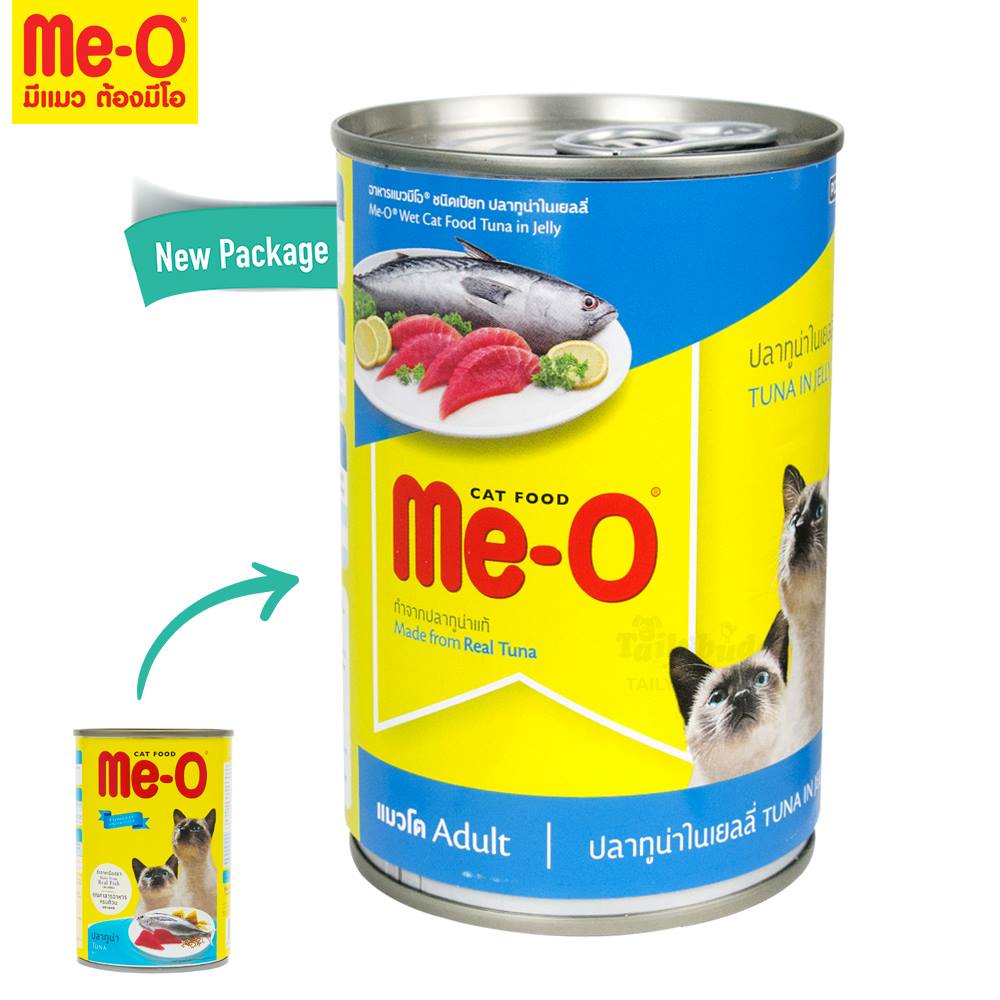 Me-O®
มีแมว ต้องมีโอ
New Package
อาหารแมวมีโอ® ชนิดเปียก ปลาทูน่าในเยลลี่
Me-O® Wet Cat Food Tuna in Jelly
ปลาทูน่าในเยลลี่
TUNA IN JELLY
CAT FOOD
Me-O®
ทำจากปลาทูน่าแท้
Made from Real Tuna
แมวโต Adult
ปลาทูน่าในเยลลี่ TUNA IN
CAT FOOD
Me-O®
Real Fish
ปลาทูน่า
TUNA